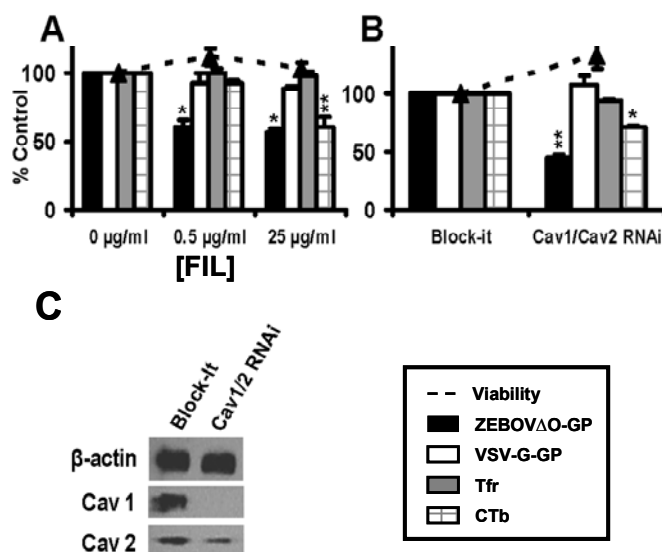 A
B
% Control
100
50
0
100
50
0
*
*
**
**
*
0 µg/ml
0.5 µg/ml
25 µg/ml
[FIL]
Block-it
Cav1/Cav2 RNAi
C
Block-It
Cav1/2 RNAi
β-actin
Cav 1
Cav 2
Viability
ZEBOVΔO-GP
VSV-G-GP
Tfr
CTb